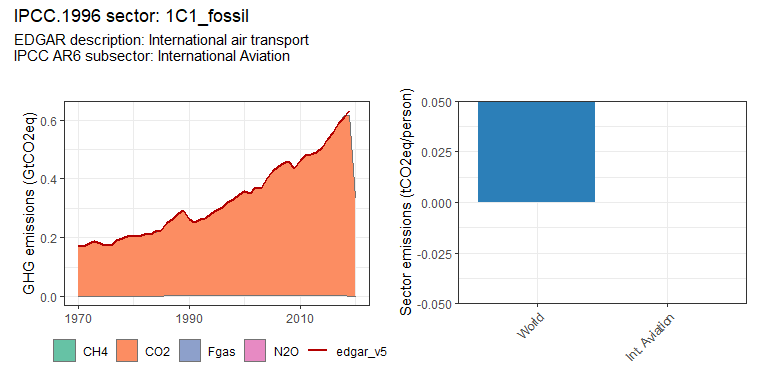 IPCC.1996 sector: 1C1_fossil
EDGAR description: International air transport
IPCC AR6 subsector: International Aviation
GHG emissions (GtCO2eq)
0.6
0.4
0.2
0.0
1970
1990
2010
CH4
CO2
Fgas
N2O
edgar_v5
Sector emissions (tCO2eq/person)
0.050
0.025
0.000
-0.025
-0.050
World
Int. Aviation